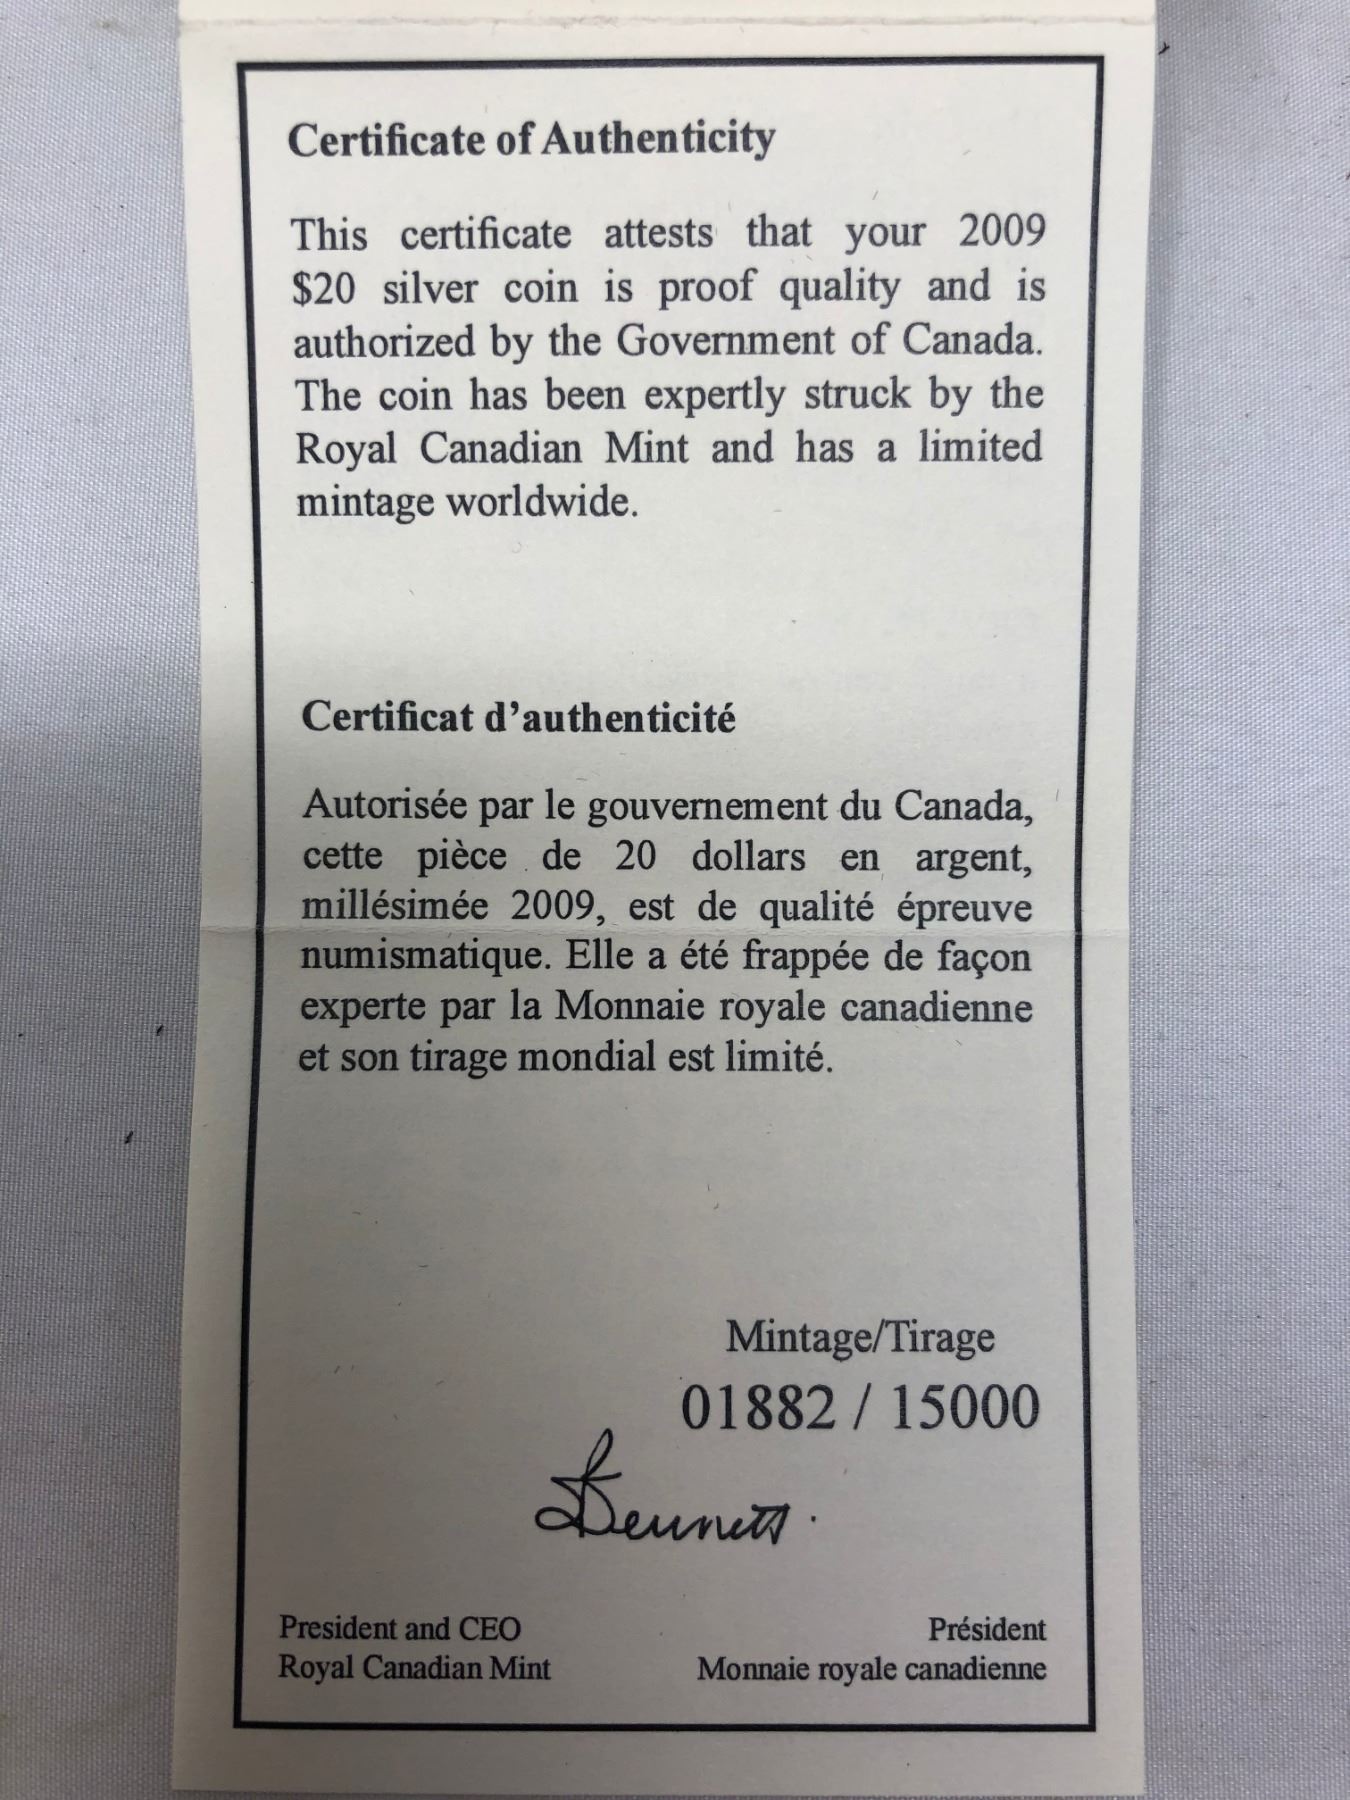 Certificate of Authenticity
This certificate attests that your 2009
$20 silver coin is proof quality and is
authorized by the Government of Canada.
The coin has been expertly struck by the
Royal Canadian Mint and has a limited
mintage worldwide.
Certificat d’authenticité
Autorisée par le gouvernement du Canada,
cette pièce de 20 dollars en argent,
millésimée 2009, est de qualité épreuve
numismatique. Elle a été frappée de façon
experte par la Monnaie royale canadienne
et son tirage mondial est limité.
Mintage/Tirage
01882 / 15000
Bennett
President and CEO
Royal Canadian Mint
Président
Monnaie royale canadienne